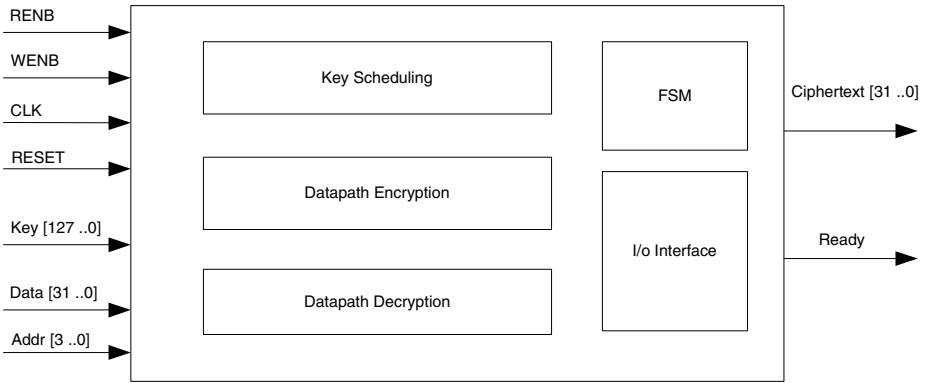 RENB
WENB
CLK
RESET
Key [127 ..0]
Data [31 ..0]
Addr [3 ..0]
Key Scheduling
Datapath Encryption
Datapath Decryption
FSM
I/o Interface
Ciphertext [31 ..0]
Ready